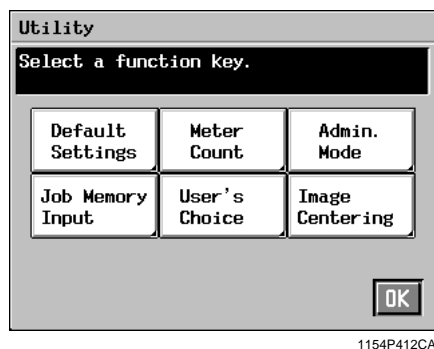 Utility
Select a function key.
Default Settings
Meter Count
Admin. Mode
Job Memory Input
User's Choice
Image Centering
OK
1154P412CA